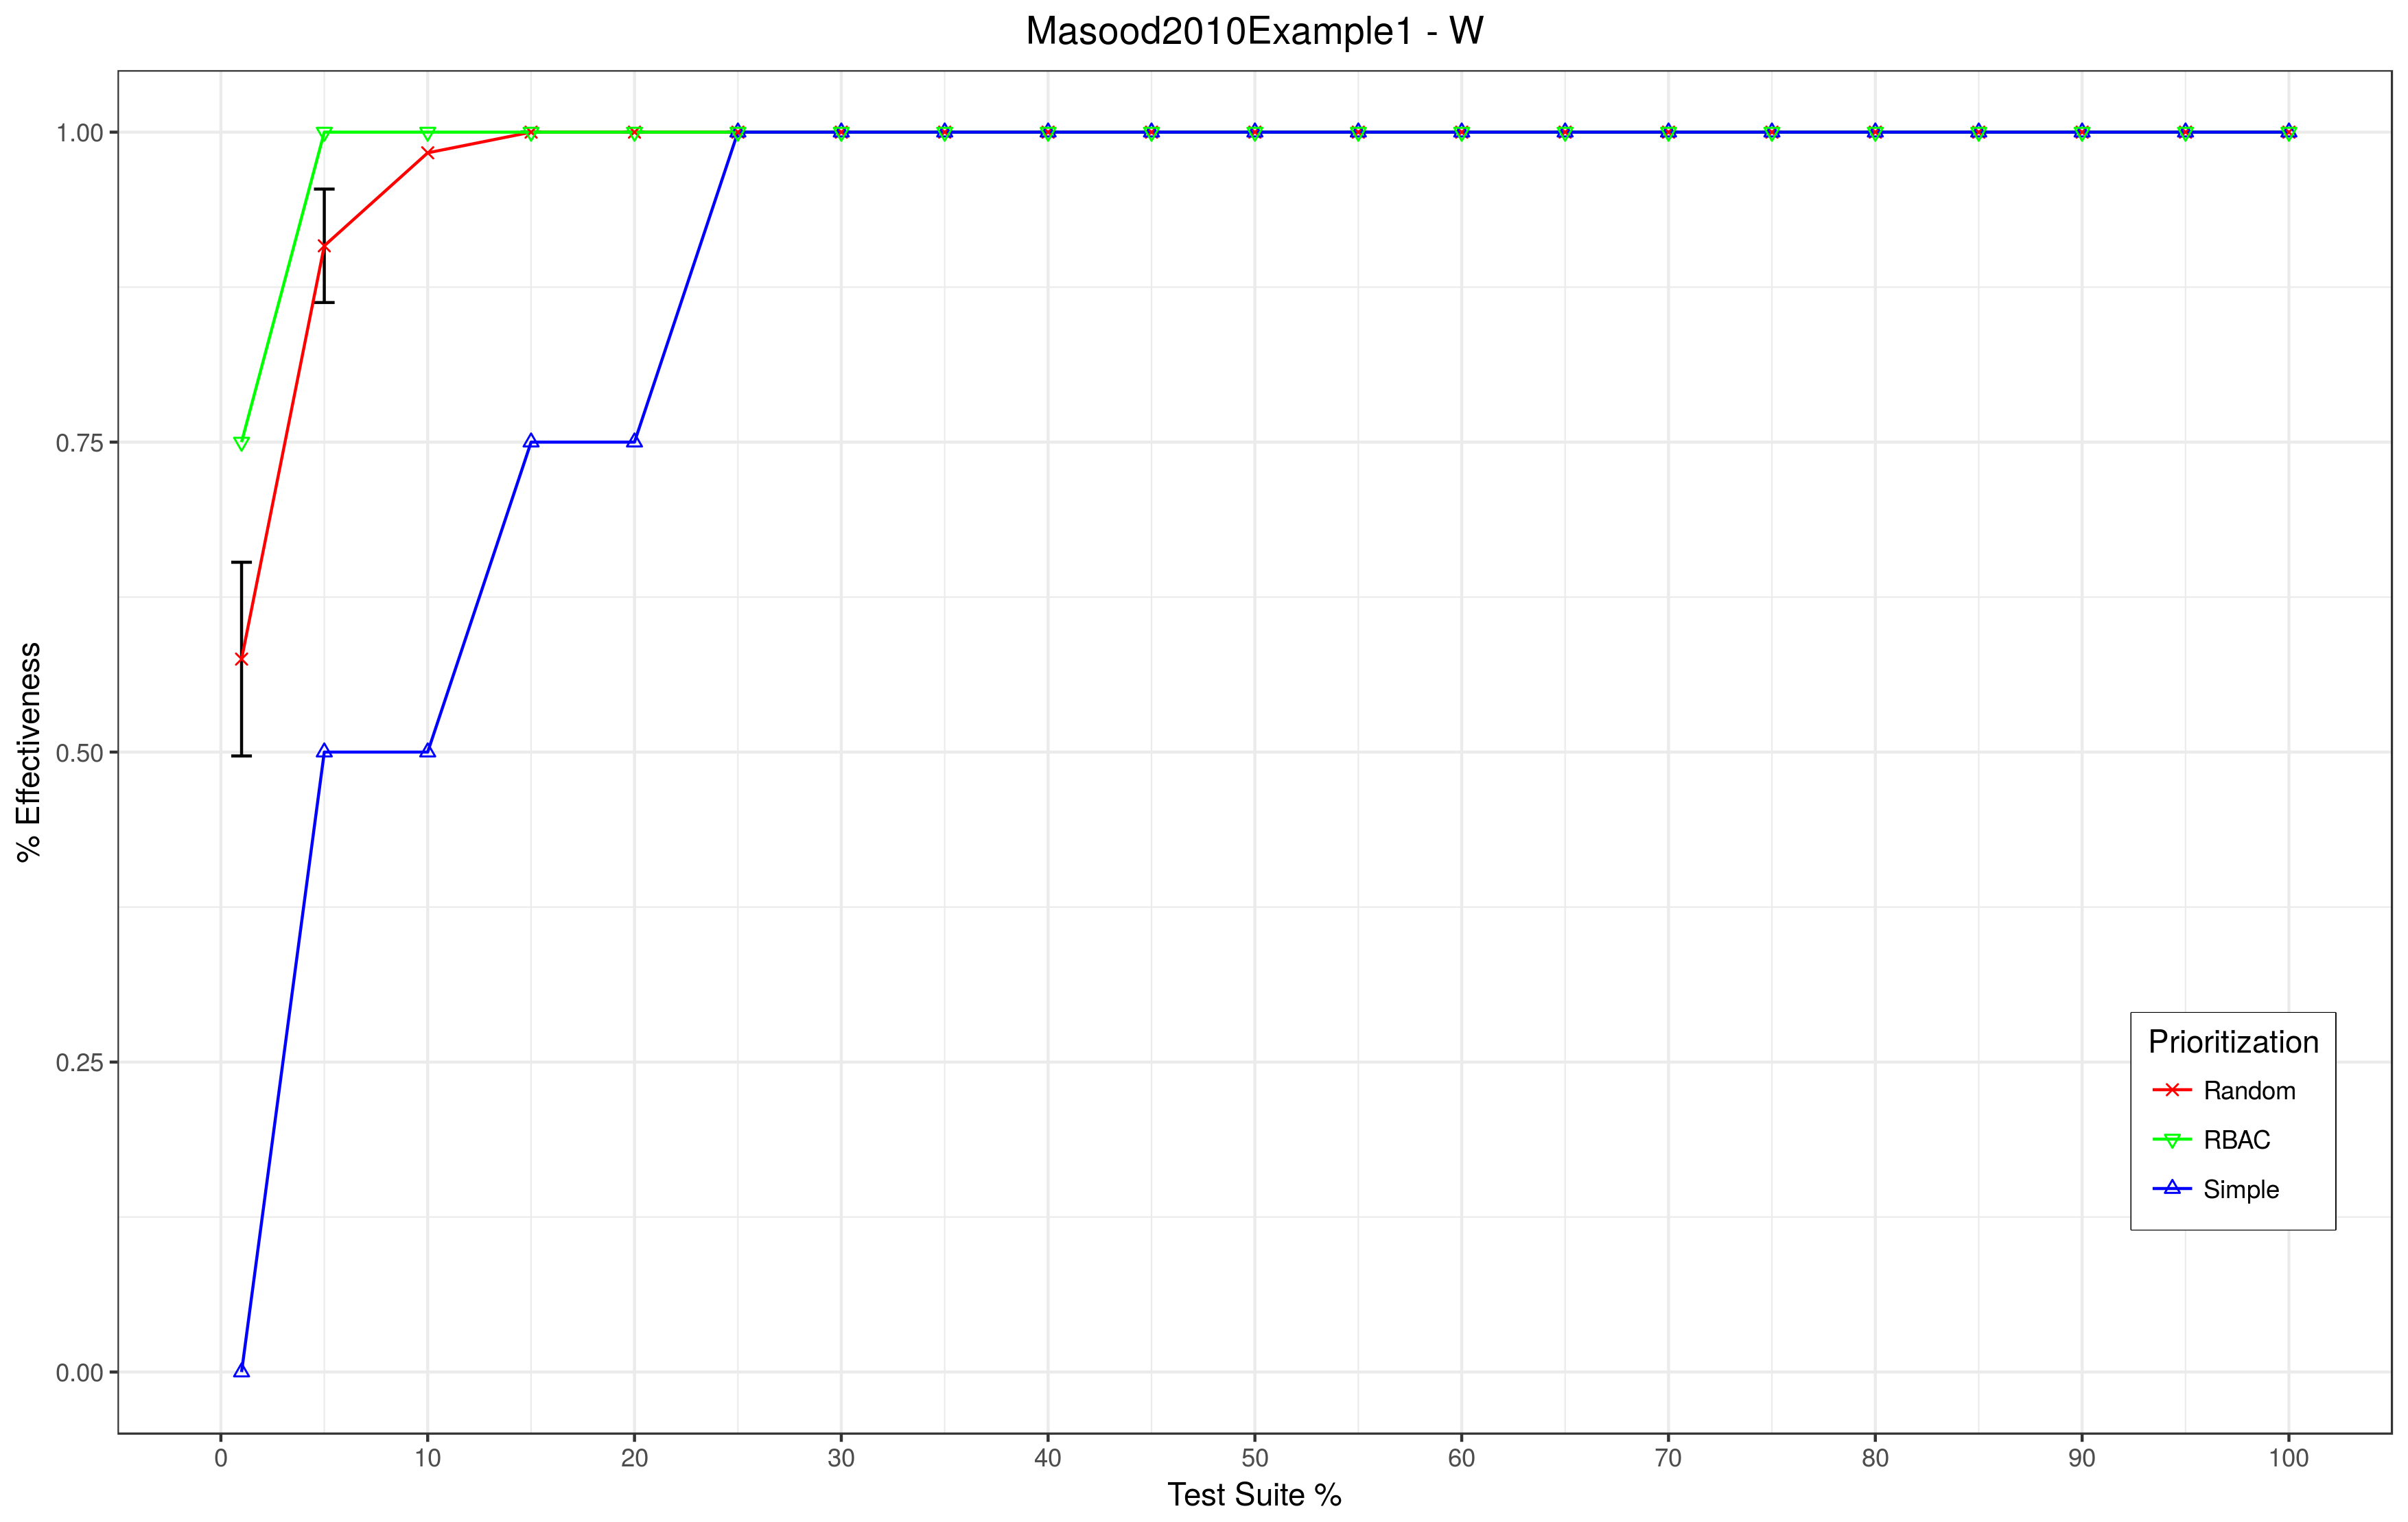 Masood2010Example1 - W
% Effectiveness
1.00
0.75
0.50
0.25
0.00
Prioritization
Random
RBAC
Simple
0 10 20 30 40 50 60 70 80 90 100
Test Suite %